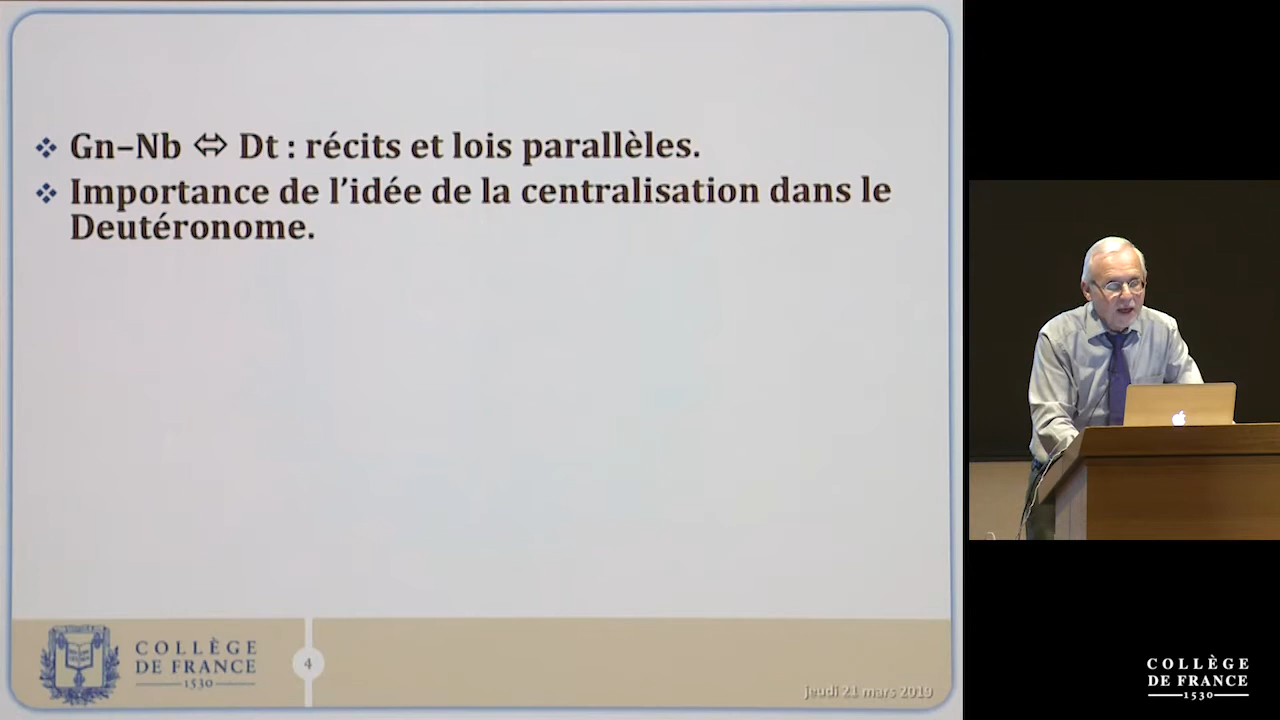 Gn–Nb ⬄ Dt : récits et lois parallèles.
Importance de l’idée de la centralisation dans le
Deutéronome.
COLLÈGE
DE FRANCE
1530
4
jeudi 21 mars 2019
COLLÈGE
DE FRANCE
1530